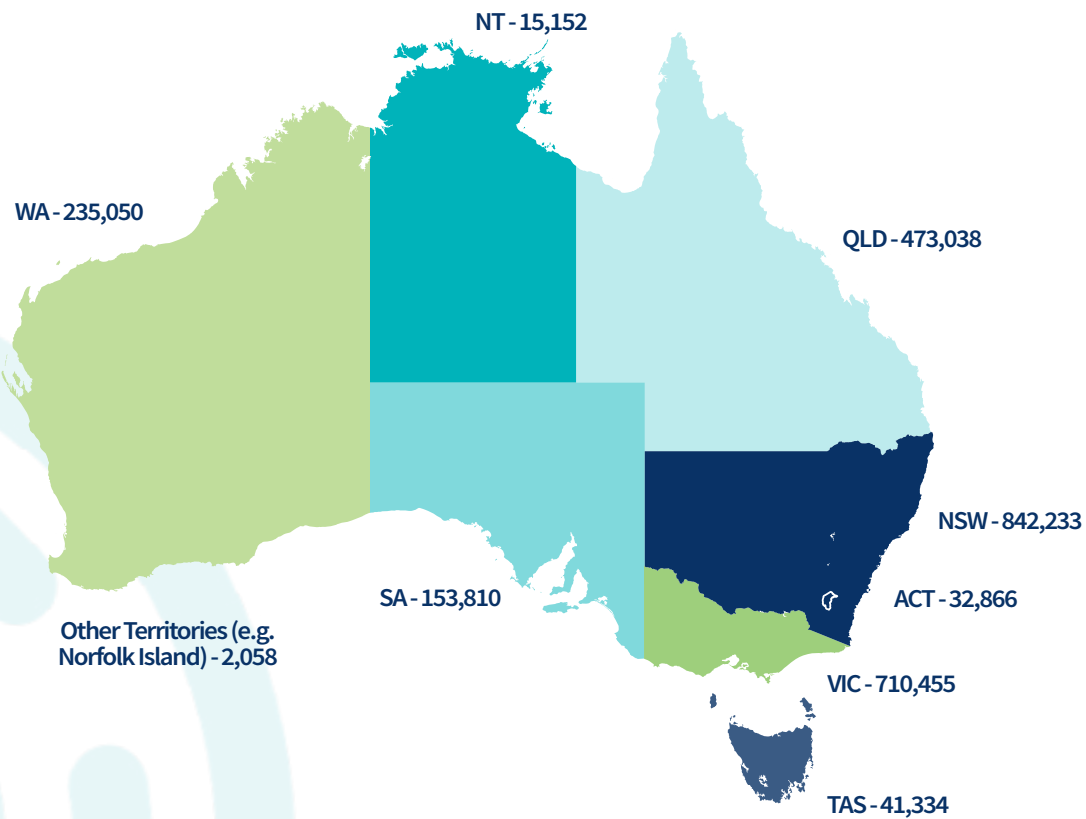 NT - 15,152
WA - 235,050
QLD - 473,038
NSW - 842,233
SA - 153,810
ACT - 32,866
Other Territories (e.g.
Norfolk Island) - 2,058
VIC - 710,455
TAS - 41,334